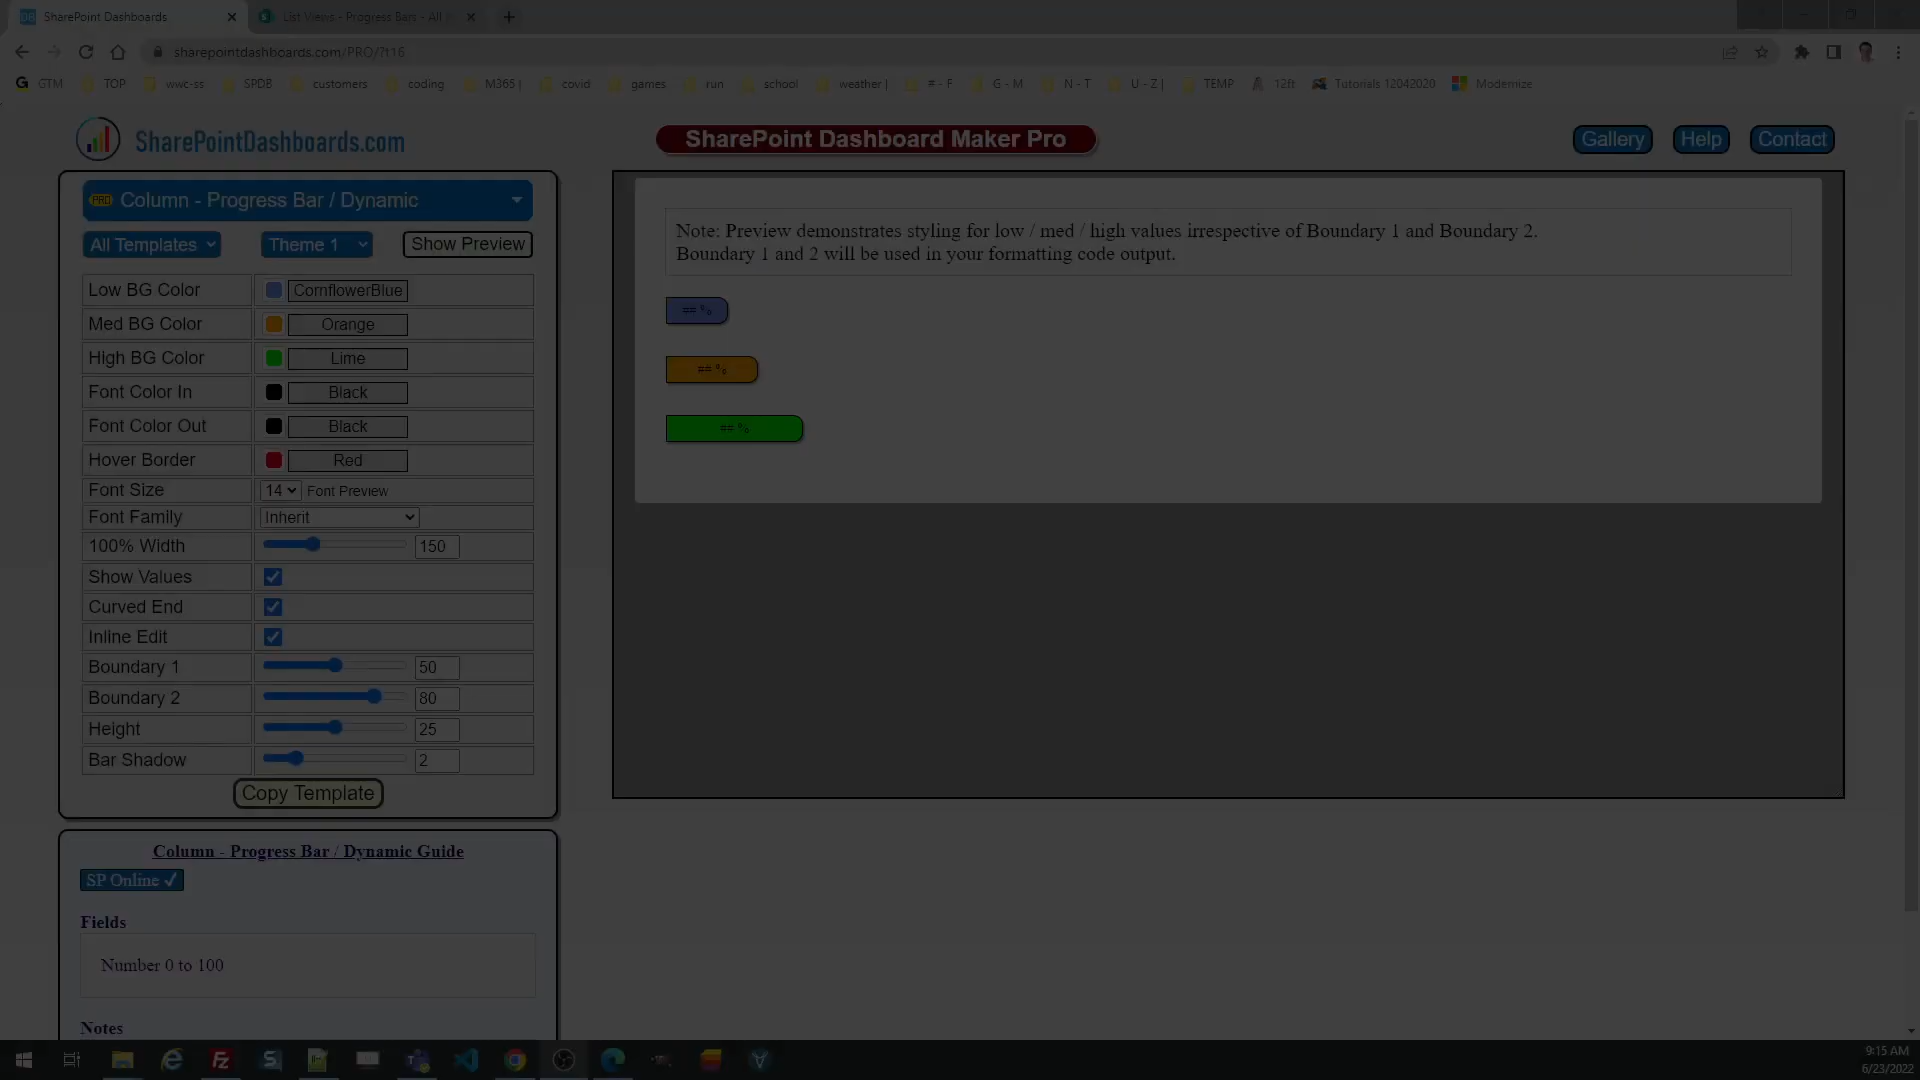 SharePoint Dashboards
List Views - Progress Bars - All
sharepointdashboards.com/PRO/?t16
GTM
TOP
wwc-ss
SPDB
customers
coding
M365 |
covid
games
run
school
weather |
# - F
G - M
N - T
U - Z |
TEMP
12ft
Tutorials 12042020
Modernize
SharePointDashboards.com
SharePoint Dashboard Maker Pro
Gallery
Help
Contact
PRO Column - Progress Bar / Dynamic
All Templates
Theme 1
Show Preview
Low BG Color CornflowerBlue
Med BG Color Orange
High BG Color Lime
Font Color In Black
Font Color Out Black
Hover Border Red
Font Size 14 Font Preview
Font Family Inherit
100% Width 150
Show Values
Curved End
Inline Edit
Boundary 1 50
Boundary 2 80
Height 25
Bar Shadow 2
Copy Template
Note: Preview demonstrates styling for low / med / high values irrespective of Boundary 1 and Boundary 2.
Boundary 1 and 2 will be used in your formatting code output.
## %
## %
## %
Column - Progress Bar / Dynamic Guide
SP Online ✓
Fields
Number 0 to 100
Notes
9:15 AM
6/23/2022